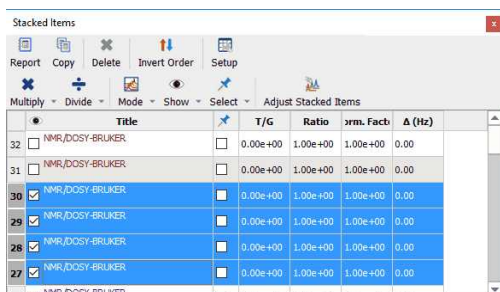 Stacked Items
x
Report Copy Delete Invert Order Setup
Multiply Divide Mode Show Select Adjust Stacked Items
Title T/G Ratio orm. Facto Δ (Hz)
32 NMR/DOSY-BRUKER 0.00e+00 1.00e+00 1.00e+00 0.00
31 NMR/DOSY-BRUKER 0.00e+00 1.00e+00 1.00e+00 0.00
30 NMR/DOSY-BRUKER 0.00e+00 1.00e+00 1.00e+00 0.00
29 NMR/DOSY-BRUKER 0.00e+00 1.00e+00 1.00e+00 0.00
28 NMR/DOSY-BRUKER 0.00e+00 1.00e+00 1.00e+00 0.00
27 NMR/DOSY-BRUKER 0.00e+00 1.00e+00 1.00e+00 0.00
NMR/DOSY-BRUKER